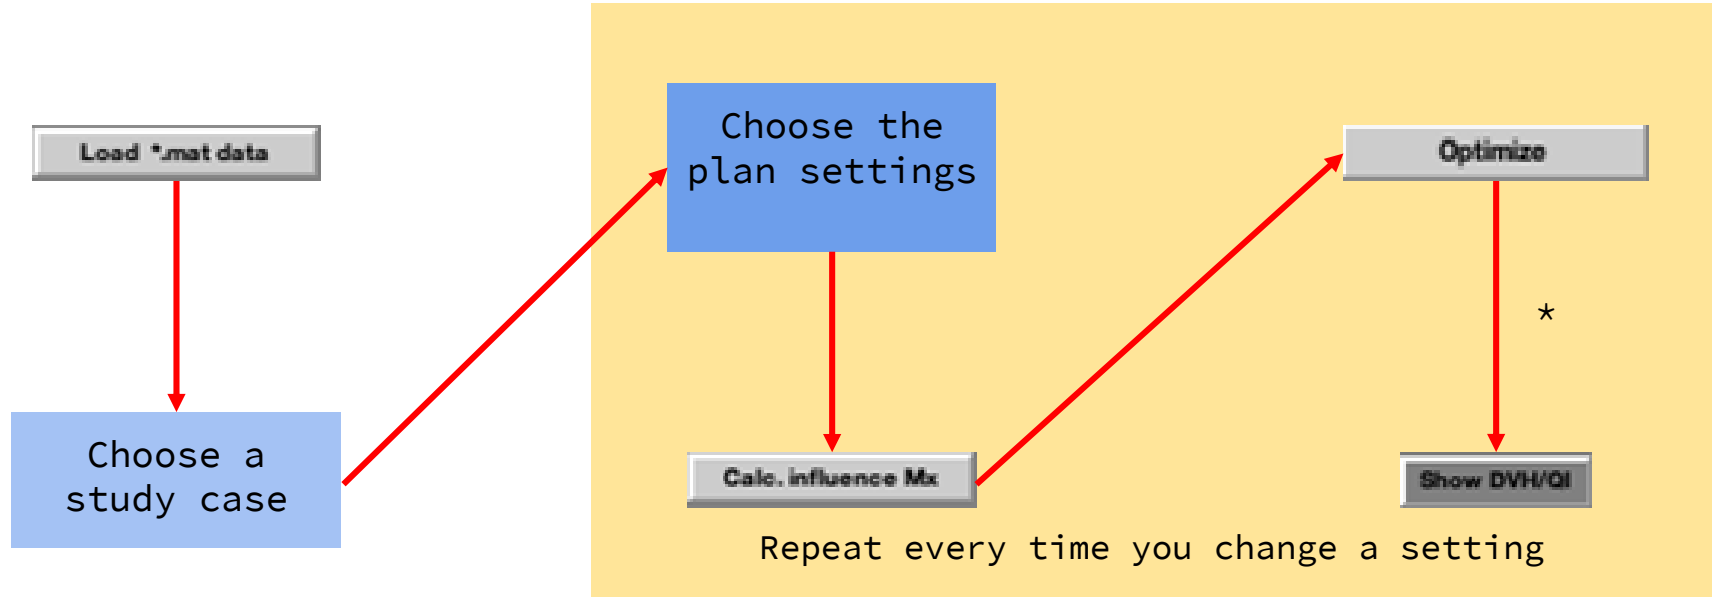 Load *.mat data
Choose a
study case
Choose the
plan settings
Calc. influence Mx
Optimize
*
Show DVH/QI
Repeat every time you change a setting